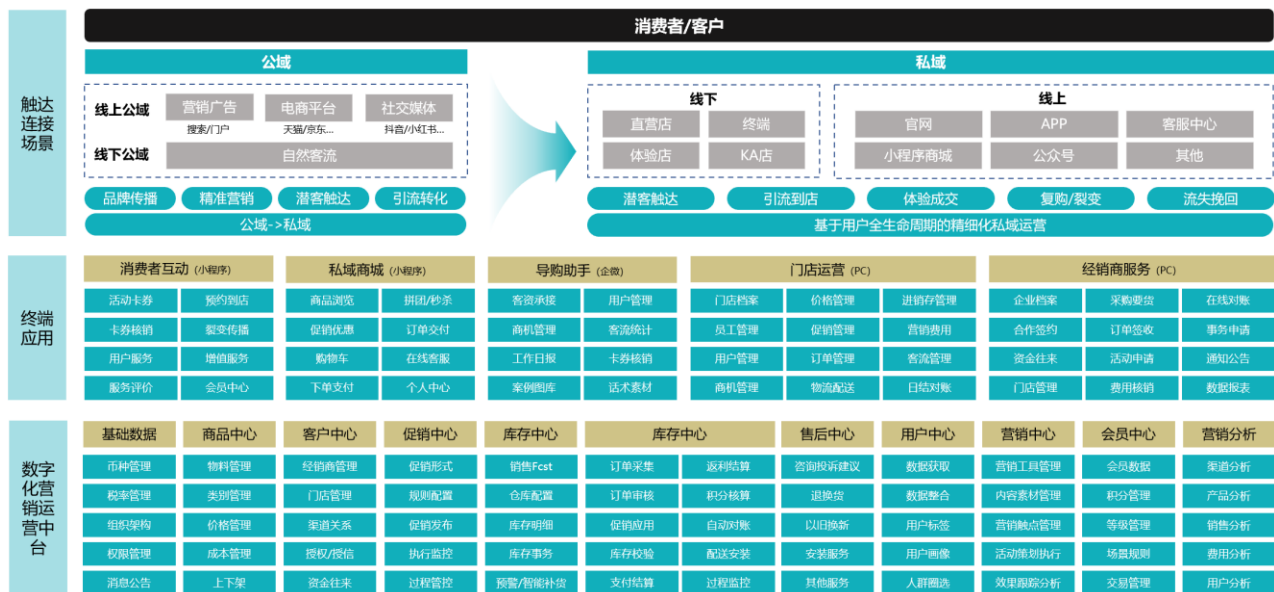 消费者/客户
触达
连接
场景
公域
线上公域
营销广告
电商平台
社交媒体
搜索/门户
天猫/京东...
抖音/小红书...
线下公域
自然客流
品牌传播
精准营销
潜客触达
引流转化
公域->私域
私域
线下
直营店
终端
体验店
KA店
线上
官网
APP
客服中心
小程序商城
公众号
其他
潜客触达
引流到店
体验成交
复购/裂变
流失挽回
基于用户全生命周期的精细化私域运营
终端
应用
消费者互动 (小程序)
活动卡券
预约到店
卡券核销
裂变传播
用户服务
增值服务
服务评价
会员中心
私域商城 (小程序)
商品浏览
拼团/秒杀
促销优惠
订单交付
购物车
在线客服
下单支付
个人中心
导购助手 (企微)
客资承接
用户管理
商机管理
客流统计
工作日报
卡券核销
案例图库
话术素材
门店运营 (PC)
门店档案
价格管理
进销存管理
员工管理
促销管理
营销费用
用户管理
订单管理
客流管理
商机管理
物流配送
日结对账
经销商服务 (PC)
企业档案
采购要货
在线对账
合作签约
订单签收
事务申请
资金往来
活动申请
通知公告
门店管理
费用核销
数据报表
数字
化营
销运
营中
台
基础数据
币种管理
税率管理
组织架构
权限管理
消息公告
商品中心
物料管理
类别管理
价格管理
成本管理
上下架
客户中心
经销商管理
门店管理
渠道关系
授权/授信
资金往来
促销中心
促销形式
规则配置
促销发布
执行监控
过程管控
库存中心
销售Fcst
仓库配置
库存明细
库存事务
预警/智能补货
库存中心
订单采集
返利结算
订单审核
积分核算
促销应用
自动对账
库存校验
配送安装
支付结算
过程监控
售后中心
咨询投诉建议
退换货
以旧换新
安装服务
其他服务
用户中心
数据获取
数据整合
用户标签
用户画像
人群圈选
营销中心
营销工具管理
内容素材管理
营销触点管理
活动策划执行
效果跟踪分析
会员中心
会员数据
积分管理
等级管理
场景规则
交易管理
营销分析
渠道分析
产品分析
销售分析
费用分析
用户分析